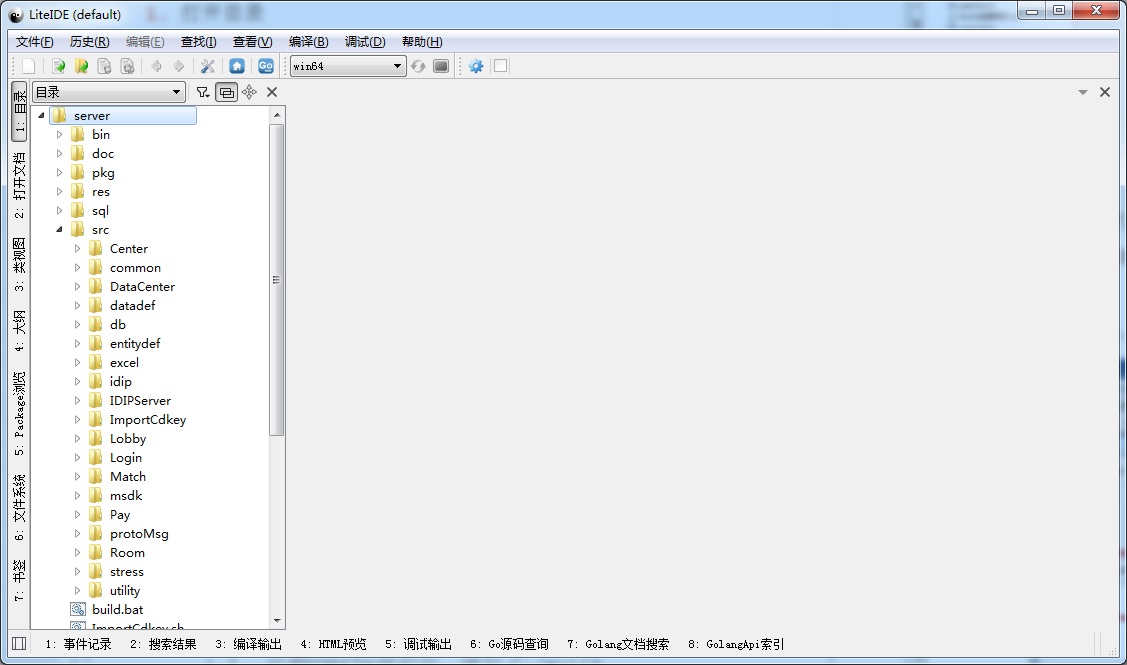 LiteIDE (default)
1. 打开目录
文件(F) 历史(R) 编辑(E) 查找(I) 查看(V) 编译(B) 调试(D) 帮助(H)
Go win64
目录
1: 目录
2: 打开文档
3: 类视图
4: 大纲
5: Package浏览
6: 文件系统
7: 书签
server
bin
doc
pkg
res
sql
src
Center
common
DataCenter
datadef
db
entitydef
excel
idip
IDIPServer
ImportCdkey
Lobby
Login
Match
msdk
Pay
protoMsg
Room
stress
utility
build.bat
ImportCdkey.sh
1: 事件记录 2: 搜索结果 3: 编译输出 4: HTML预览 5: 调试输出 6: Go源码查询 7: Golang文档搜索 8: GolangApi索引